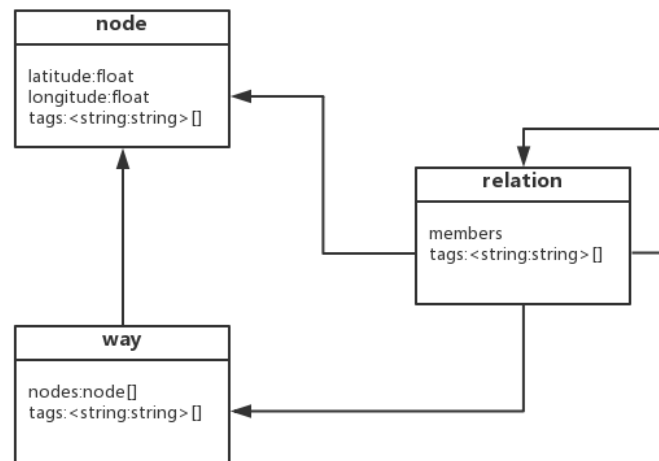 node
latitude:float
longitude:float
tags:<string:string>[]
relation
members
tags:<string:string>[]
way
nodes:node[]
tags:<string:string>[]